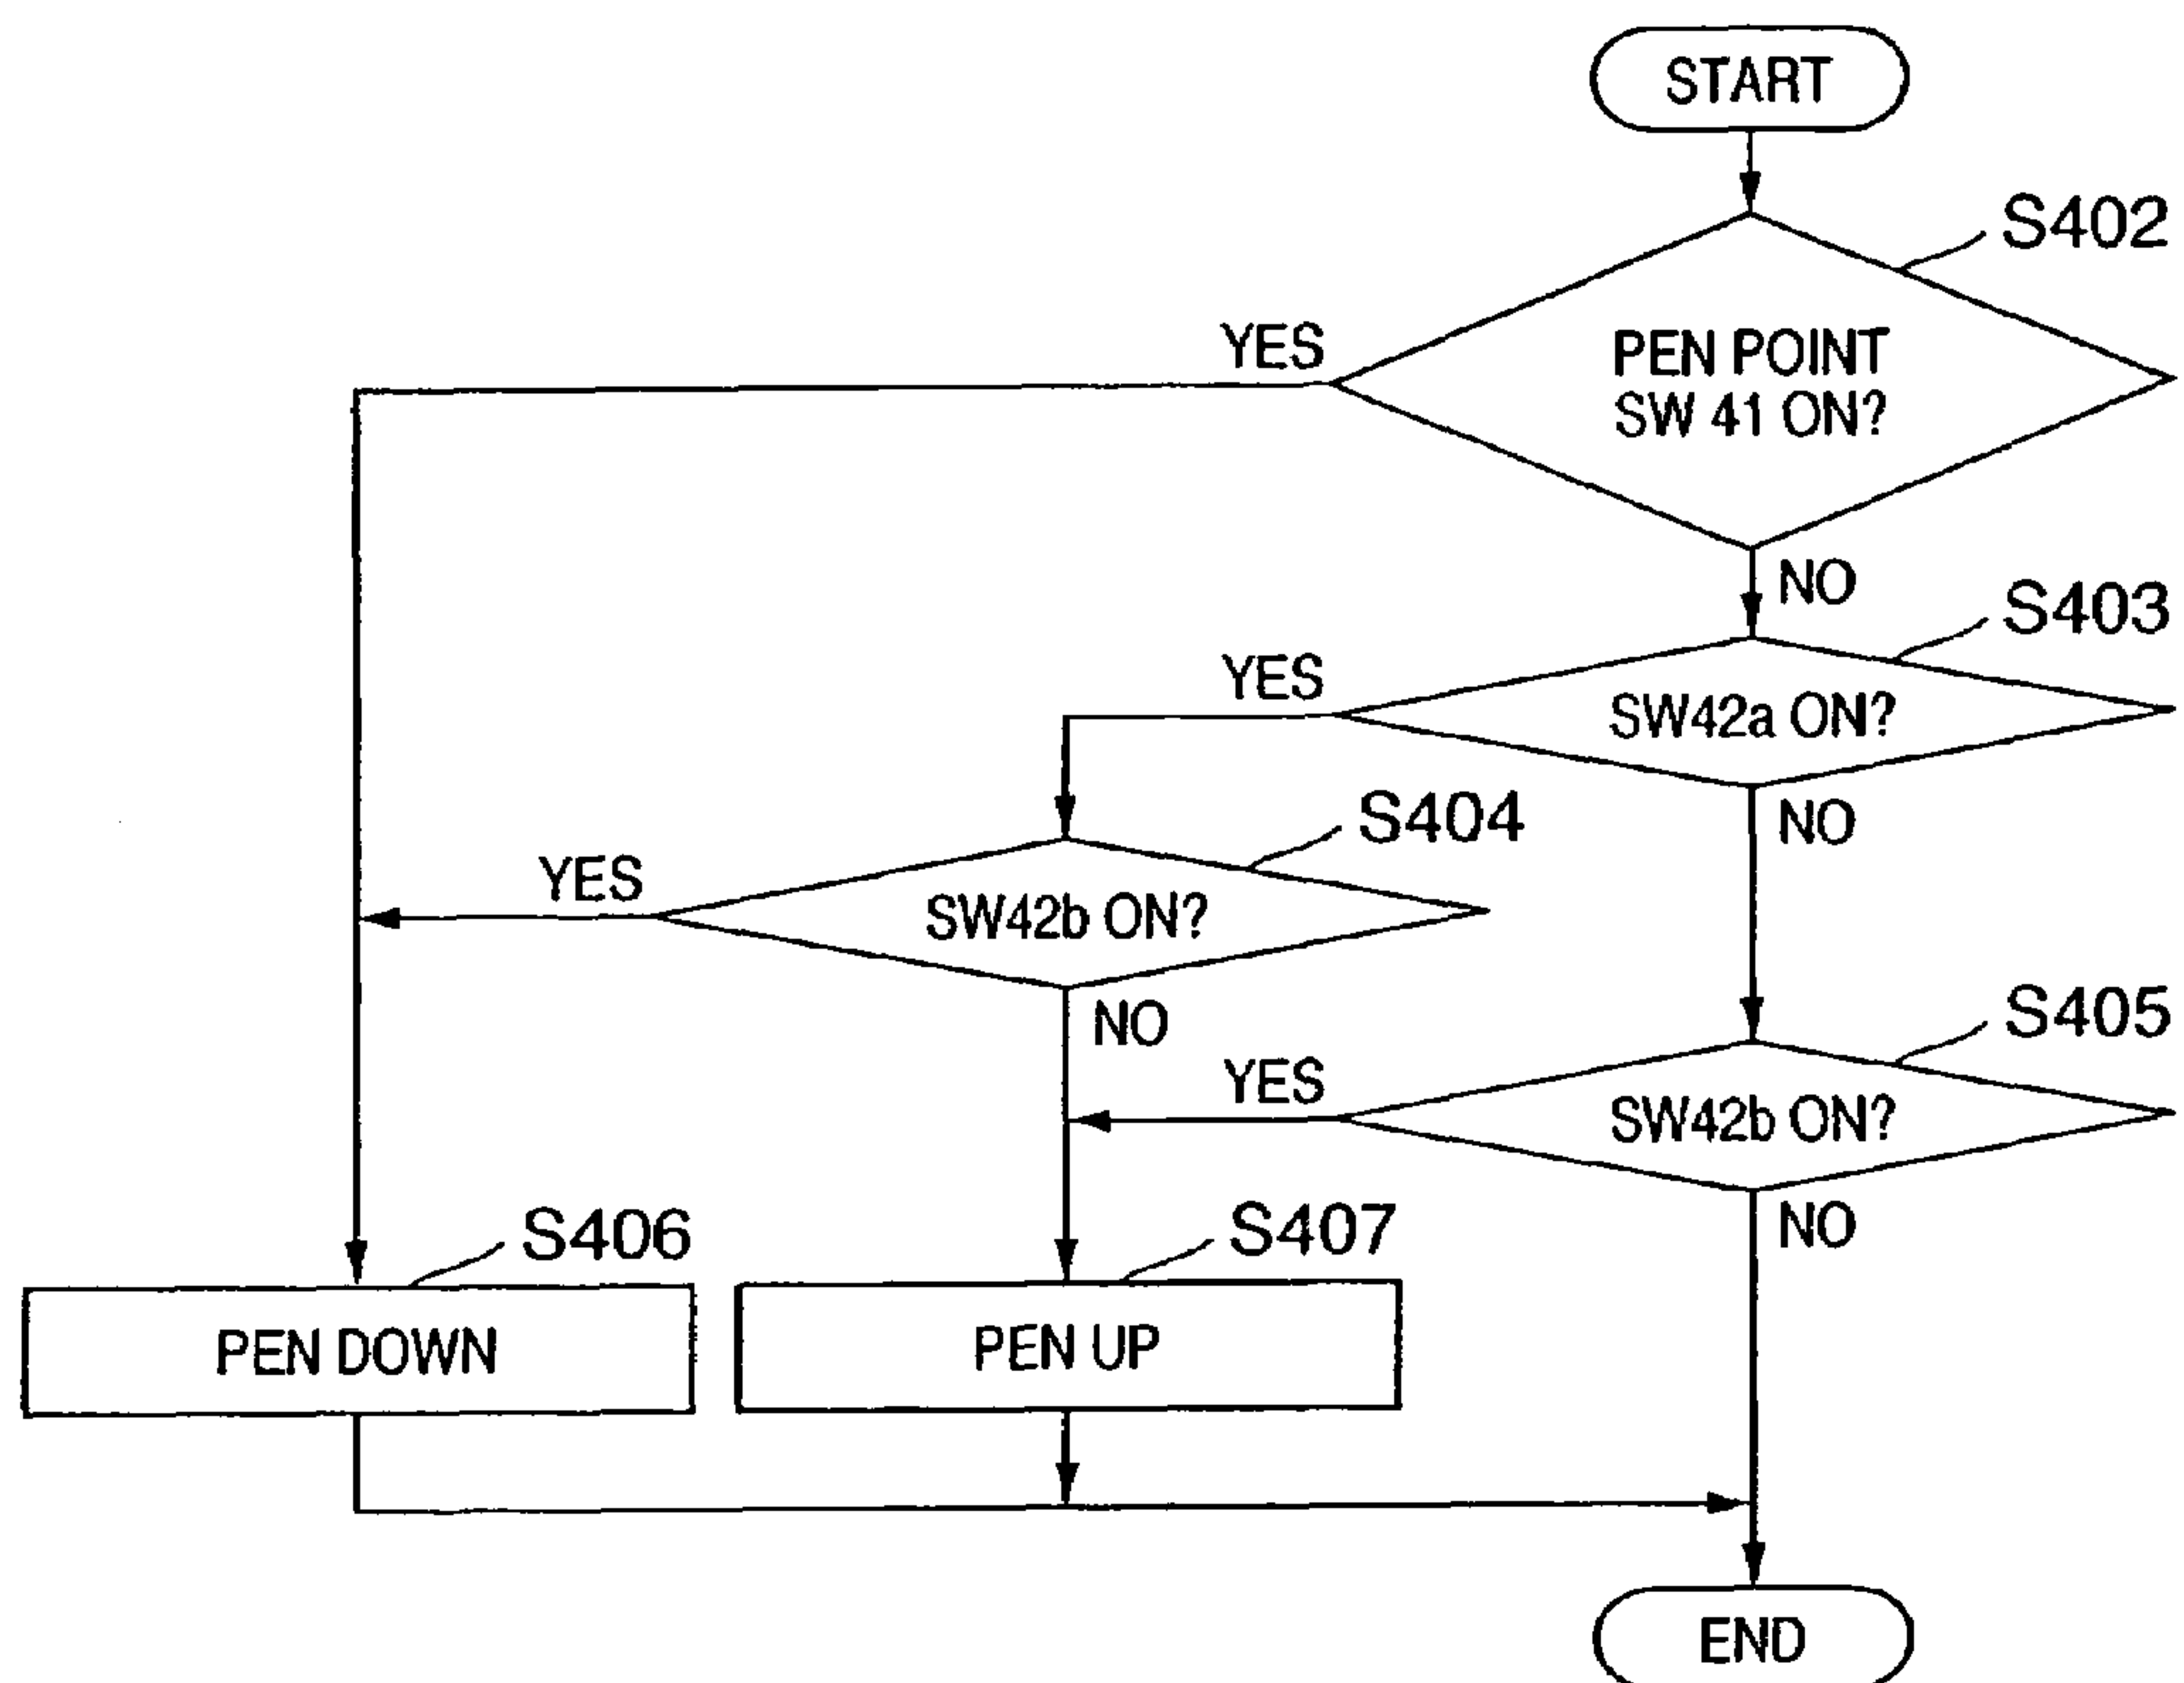 START
S402
YES
PEN POINT
SW 41 ON?
NO
S403
YES
SW42a ON?
NO
S404
YES
SW42b ON?
NO
S405
YES
SW42b ON?
NO
S406
S407
PEN DOWN
PEN UP
END